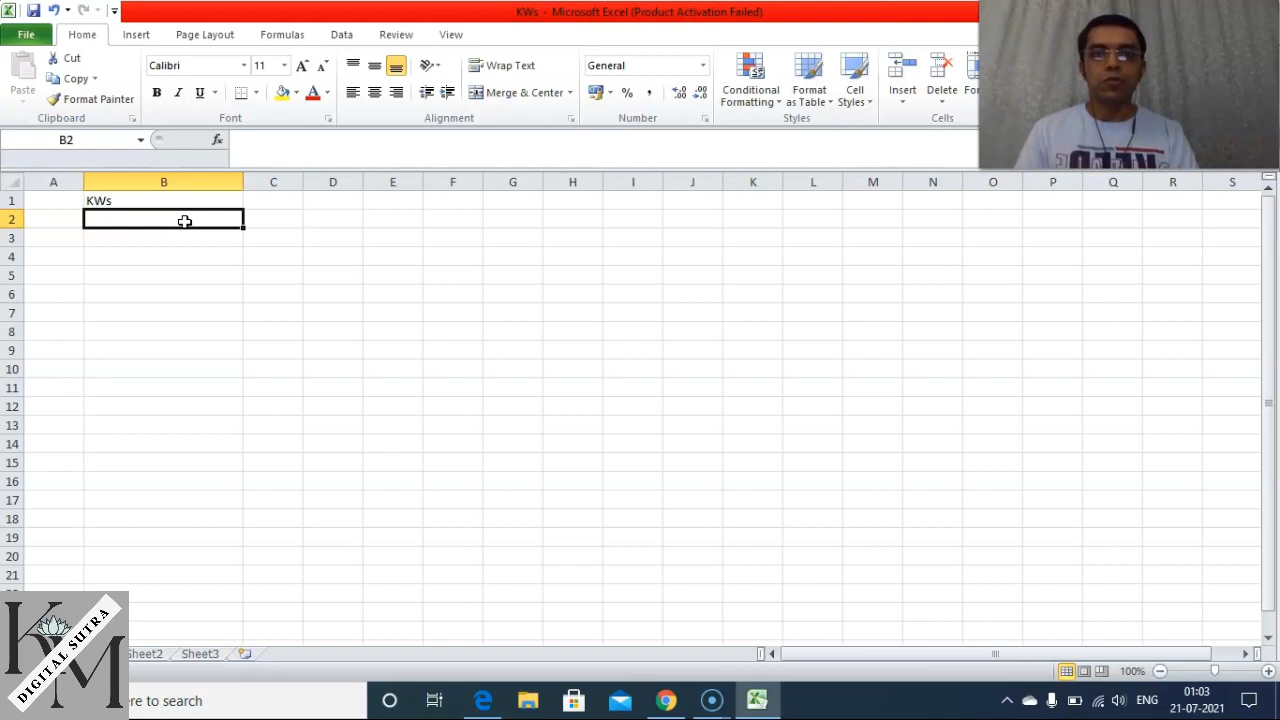 KWs - Microsoft Excel (Product Activation Failed)
File Home Insert Page Layout Formulas Data Review View
Paste
Cut
Copy
Format Painter
Clipboard
Calibri 11
B I U
Font
Wrap Text
Merge & Center
Alignment
General
Number
Conditional Formatting
Format as Table
Cell Styles
Styles
Insert
Delete
Cells
B2 fx
A B C D E F G H I J K L M N O P Q R S
1 KWs
2
3
4
5
6
7
8
9
10
11
12
13
14
15
16
17
18
19
20
21
KM
DIGITAL SUTRA
Sheet2 Sheet3
100%
ere to search
ENG
01:03
21-07-2021